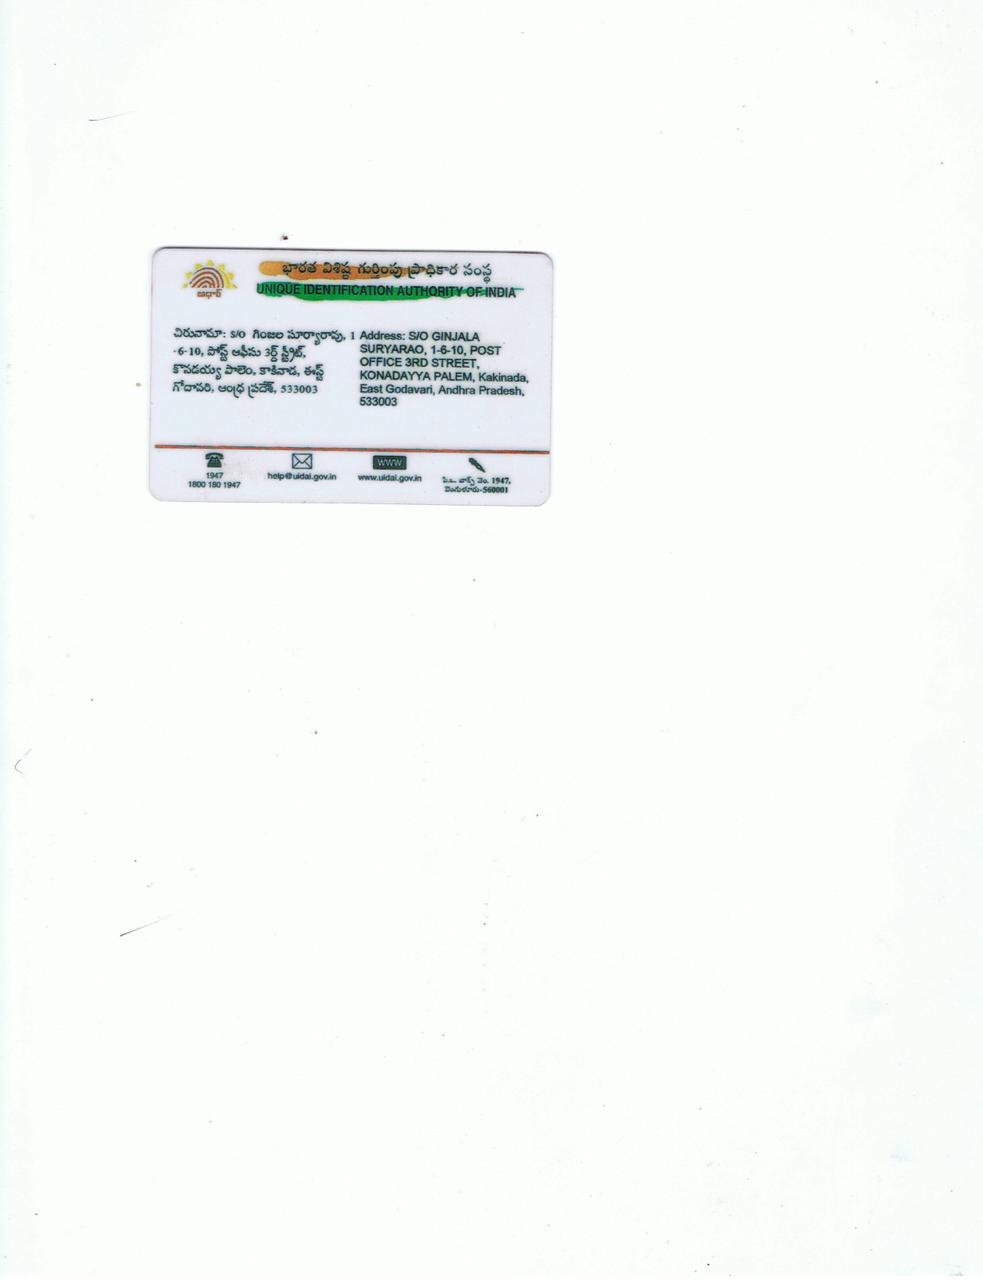 భారత విశిష్ట గుర్తింపు ప్రాధికార సంస్థ
UNIQUE IDENTIFICATION AUTHORITY OF INDIA
ఆధార్
చిరునామా: S/O గింజల సూర్యారావు, 1
-6-10, పోస్ట్ ఆఫీసు 3ర్డ్ స్ట్రీట్,
కొనడయ్య పాలెం, కాకినాడ, ఈస్ట్
గోదావరి, ఆంధ్ర ప్రదేశ్, 533003
Address: S/O GINJALA
SURYARAO, 1-6-10, POST
OFFICE 3RD STREET,
KONADAYYA PALEM, Kakinada,
East Godavari, Andhra Pradesh,
533003
1947
1800 180 1947
help@uidai.gov.in
WWW
www.uidai.gov.in
పి.ఒ. బాక్స్ నెం. 1947,
బెంగుళూరు-560001